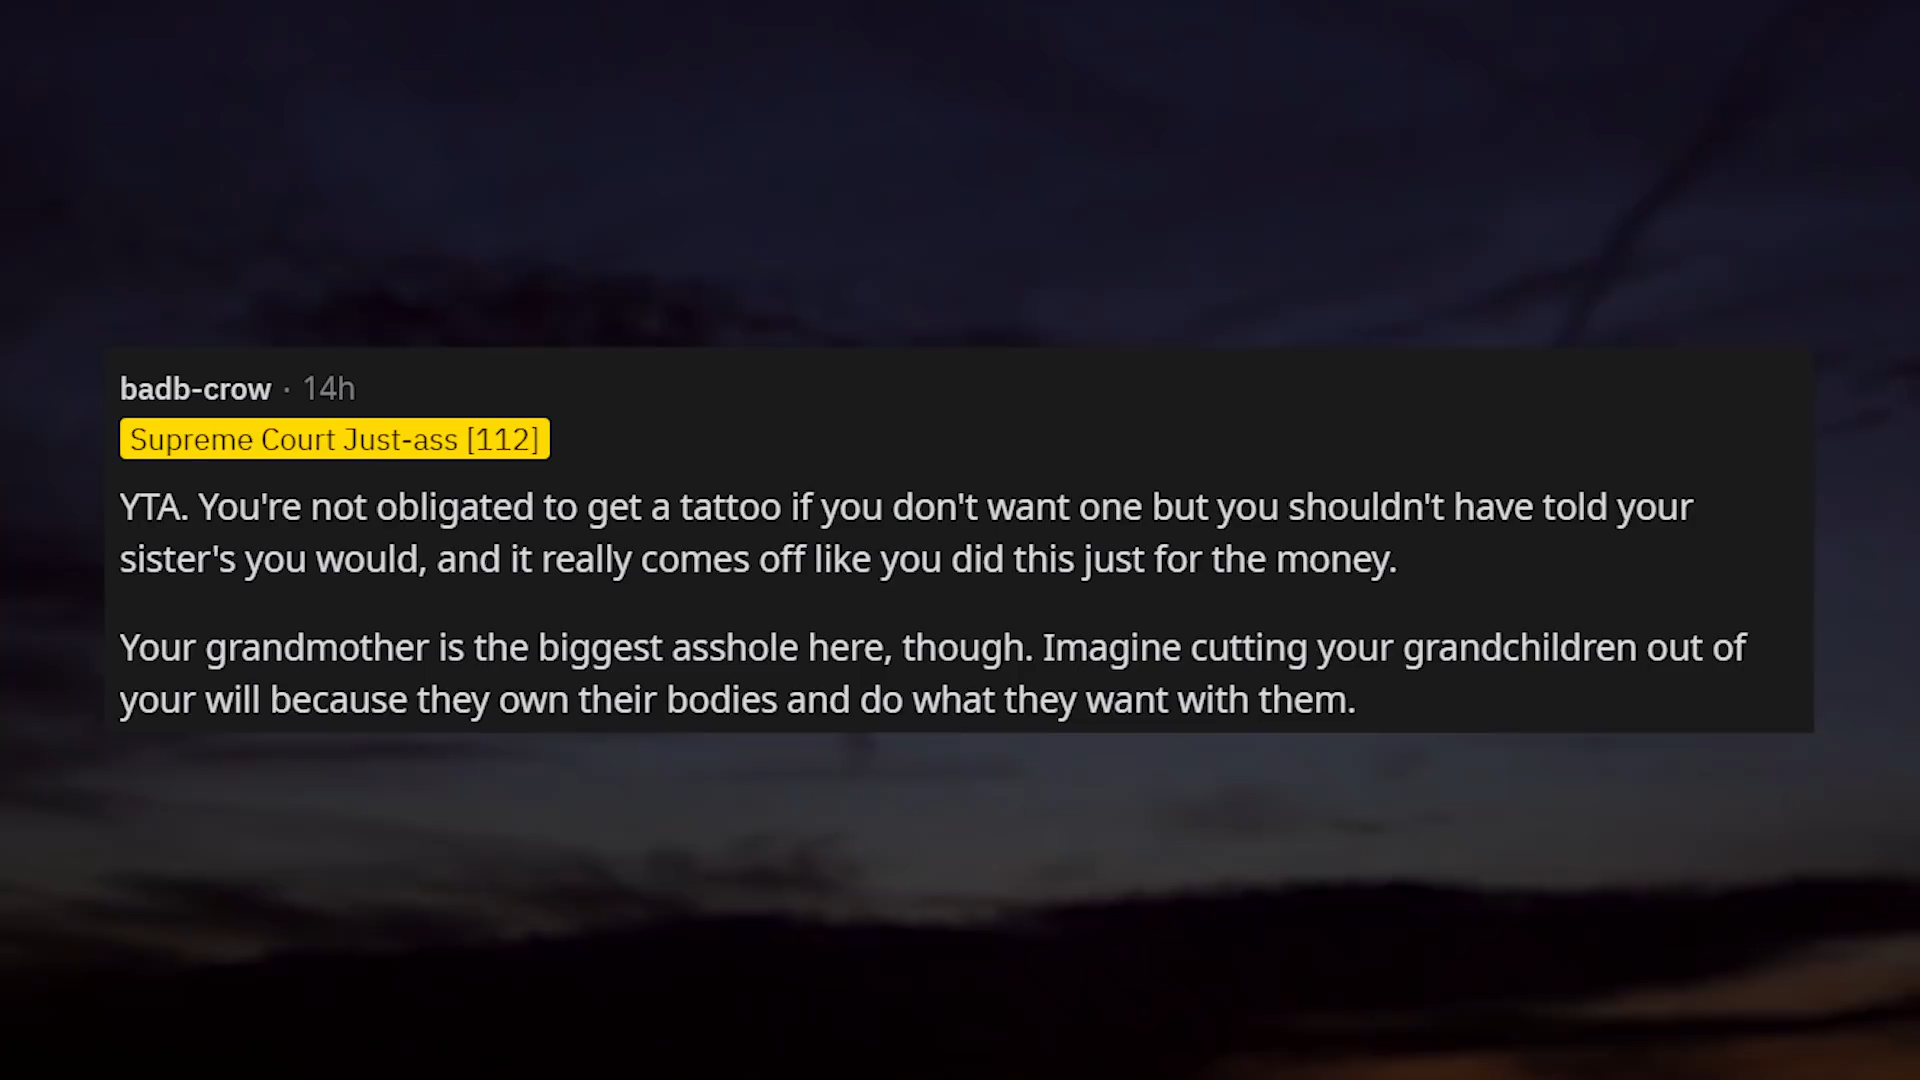 badb-crow · 14h
Supreme Court Just-ass [112]
YTA. You're not obligated to get a tattoo if you don't want one but you shouldn't have told your
sister's you would, and it really comes off like you did this just for the money.
Your grandmother is the biggest asshole here, though. Imagine cutting your grandchildren out of
your will because they own their bodies and do what they want with them.